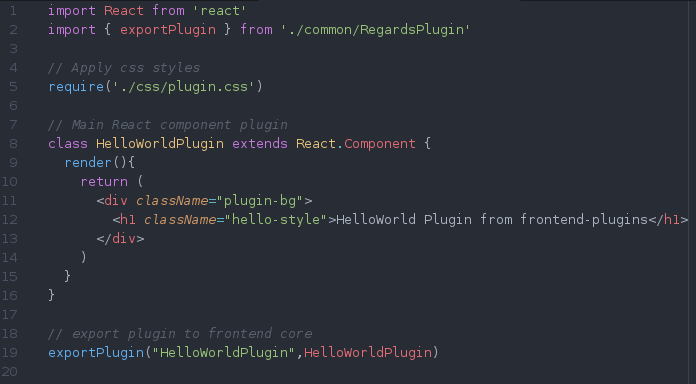 1 import React from 'react'
2 import { exportPlugin } from './common/RegardsPlugin'
3
4 // Apply css styles
5 require('./css/plugin.css')
6
7 // Main React component plugin
8 class HelloWorldPlugin extends React.Component {
9 render(){
10 return (
11 <div className="plugin-bg">
12 <h1 className="hello-style">HelloWorld Plugin from frontend-plugins</h1>
13 </div>
14 )
15 }
16 }
17
18 // export plugin to frontend core
19 exportPlugin("HelloWorldPlugin",HelloWorldPlugin)
20